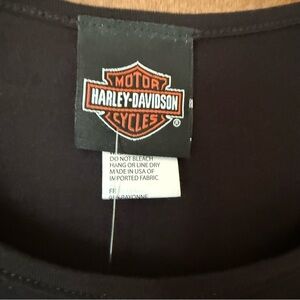 MOTOR
HARLEY-DAVIDSON
CYCLES
®
DO NOT BLEACH
HANG OR LINE DRY
MADE IN USA OF
IMPORTED FABRIC